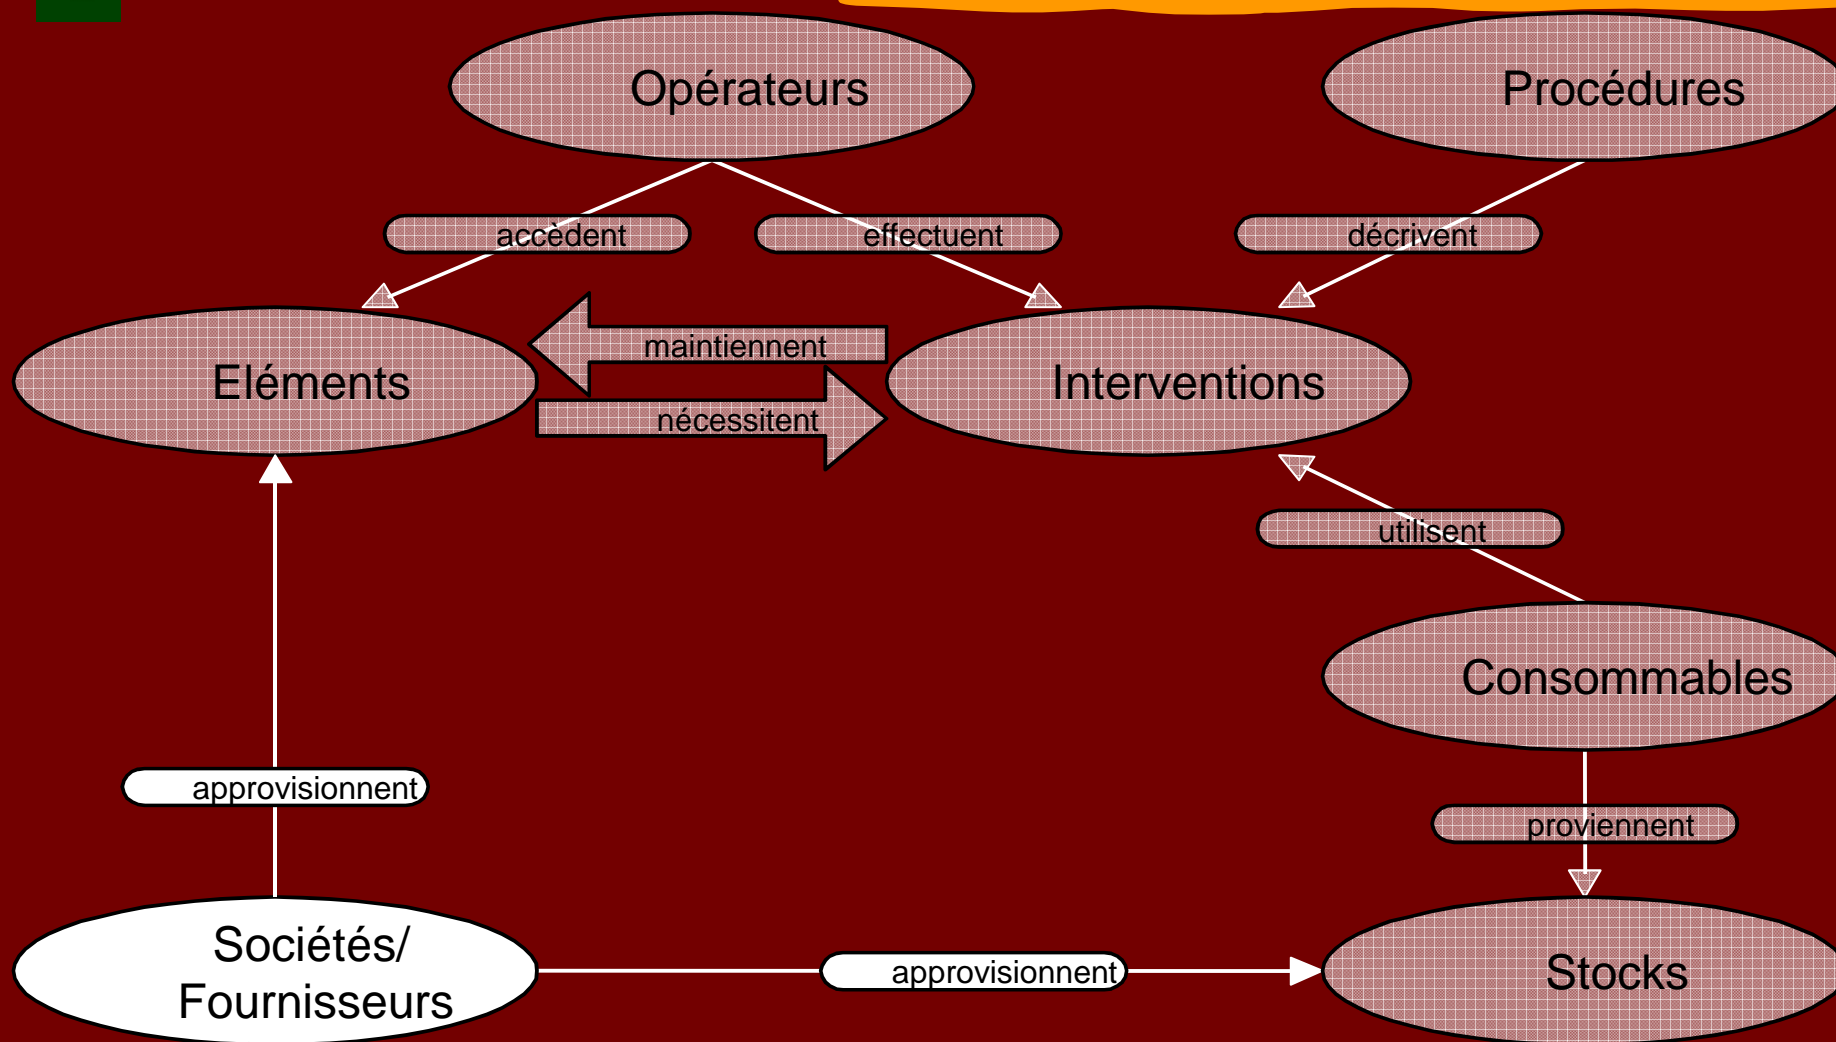 Opérateurs
Procédures
accèdent
effectuent
décrivent
maintiennent
Eléments
Interventions
nécessitent
utilisent
Consommables
approvisionnent
proviennent
Sociétés/
Fournisseurs
approvisionnent
Stocks